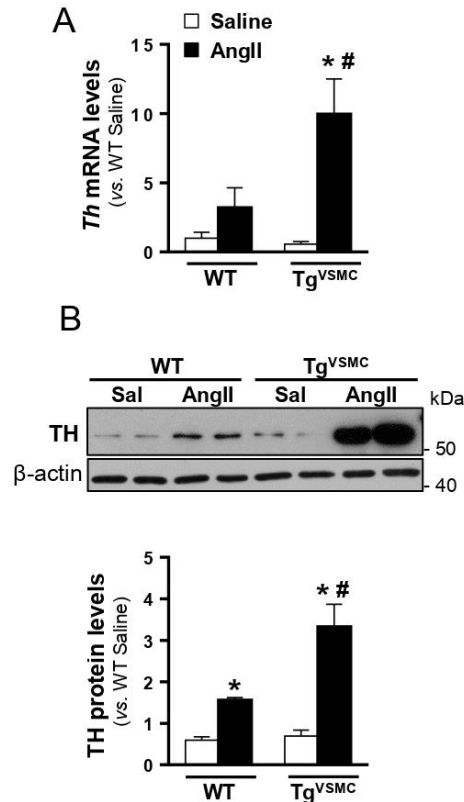 A
Saline
AngII
Th mRNA levels
(vs. WT Saline)
15
10
5
0
* #
WT
Tg^VSMC
B
WT Tg^VSMC
Sal AngII Sal AngII kDa
TH
- 50
β-actin
- 40
TH protein levels
(vs. WT Saline)
5
4
3
2
1
0
*
* #
WT
Tg^VSMC